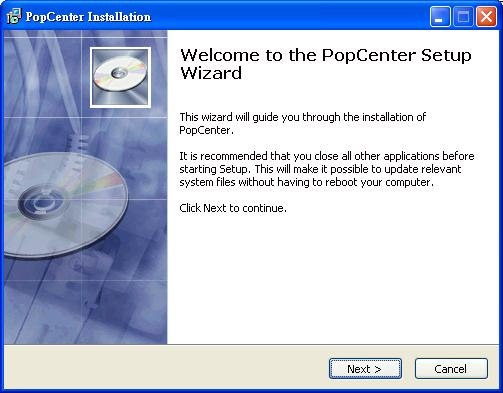 PopCenter Installation
Welcome to the PopCenter Setup
Wizard
This wizard will guide you through the installation of
PopCenter.
It is recommended that you close all other applications before
starting Setup. This will make it possible to update relevant
system files without having to reboot your computer.
Click Next to continue.
Next >
Cancel